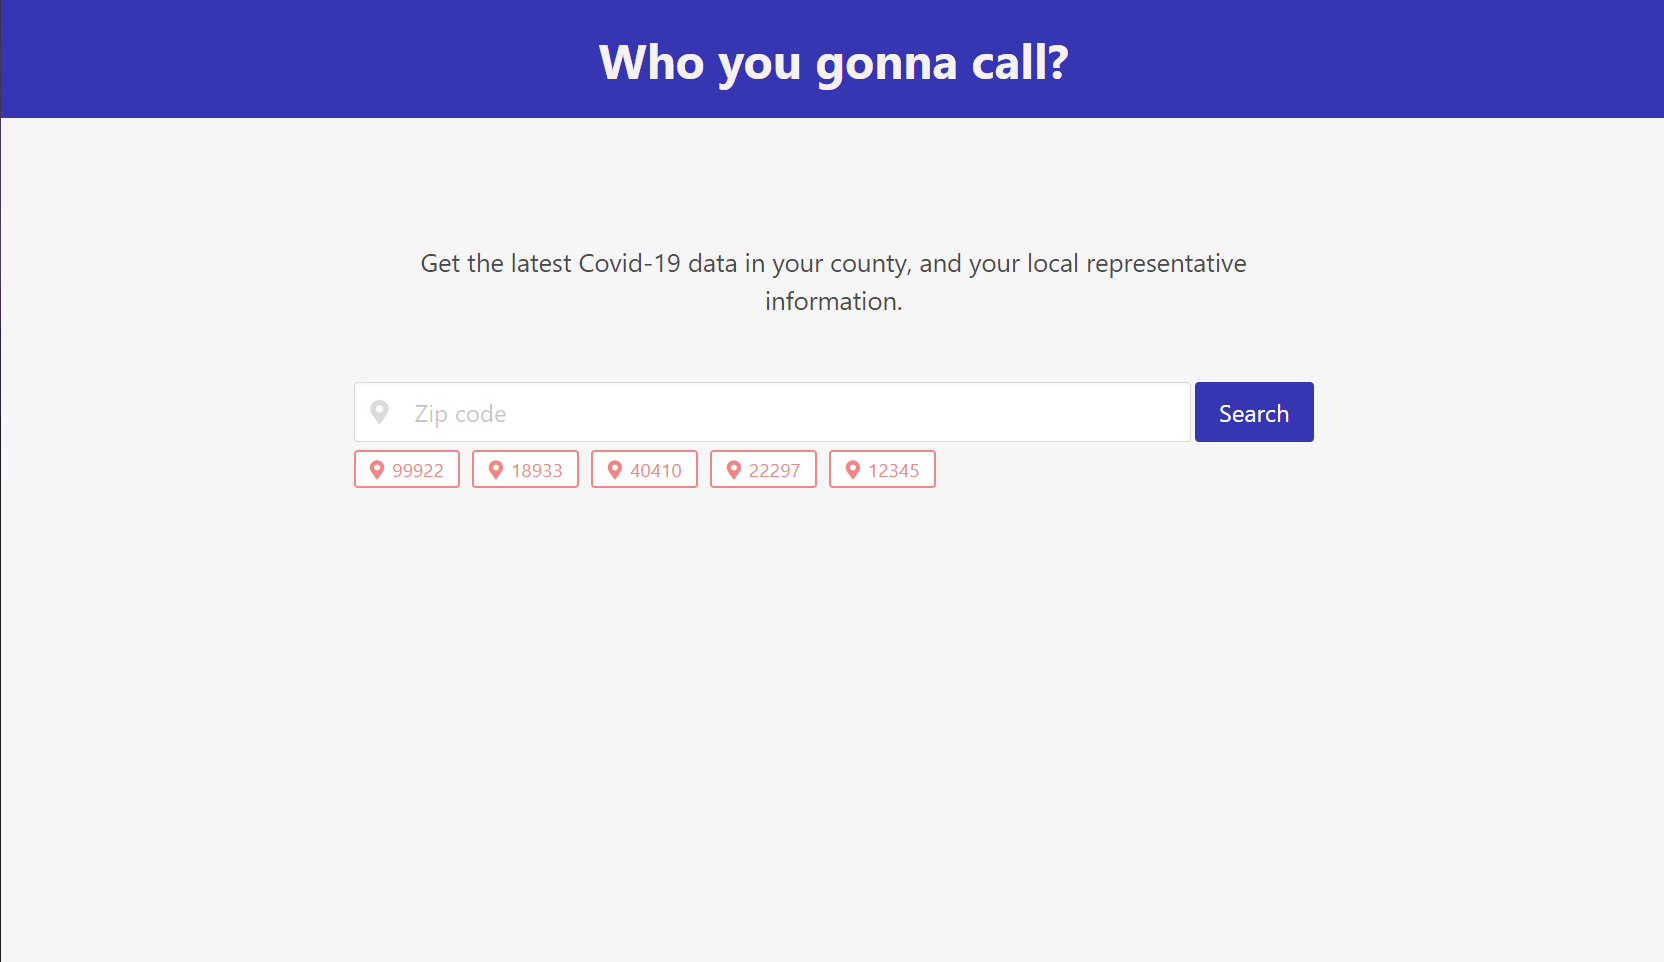 Who you gonna call?
Get the latest Covid-19 data in your county, and your local representative
information.
Zip code
Search
99922
18933
40410
22297
12345